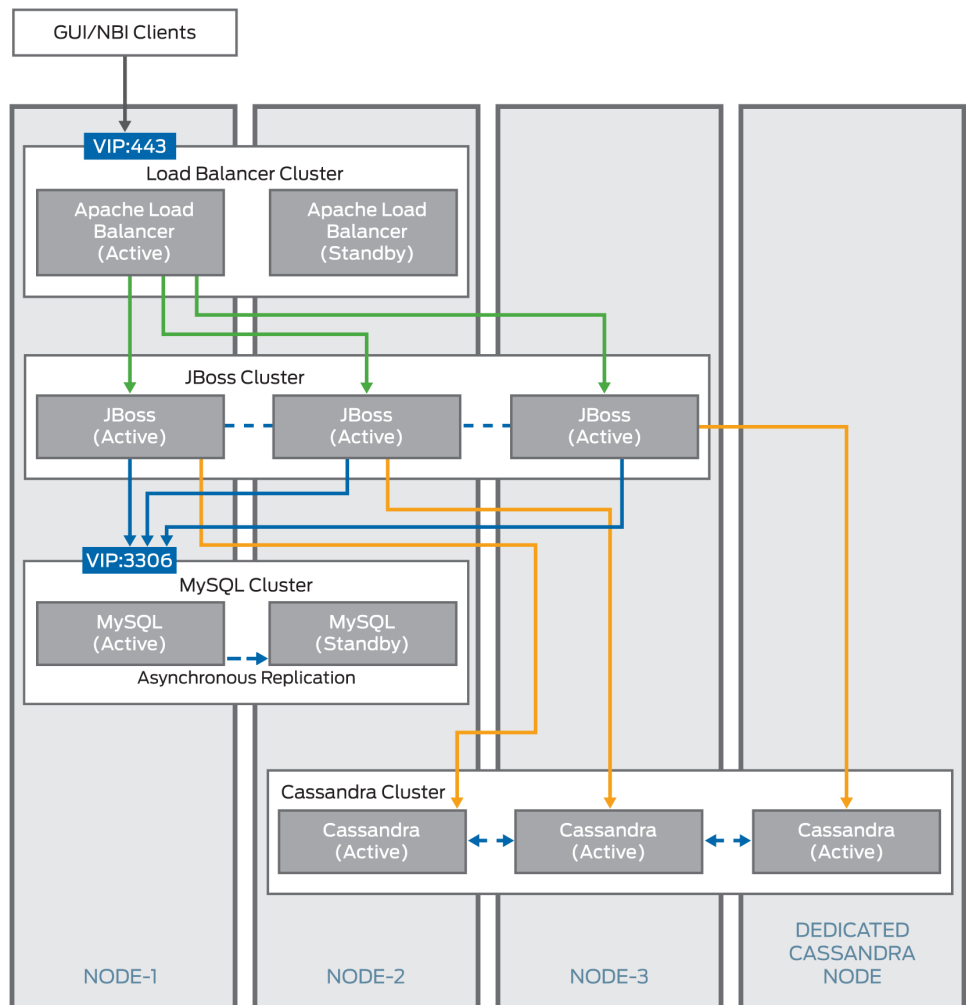 GUI/NBI Clients
VIP:443
Load Balancer Cluster
Apache Load
Balancer
(Active)
Apache Load
Balancer
(Standby)
JBoss Cluster
JBoss
(Active)
JBoss
(Active)
JBoss
(Active)
VIP:3306
MySQL Cluster
MySQL
(Active)
MySQL
(Standby)
Asynchronous Replication
Cassandra Cluster
Cassandra
(Active)
Cassandra
(Active)
Cassandra
(Active)
NODE-1
NODE-2
NODE-3
DEDICATED
CASSANDRA
NODE